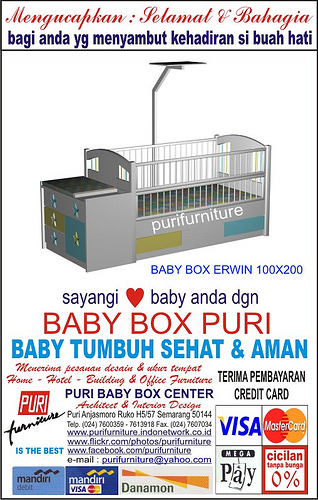 Mengucapkan : Selamat & Bahagia
bagi anda yg menyambut kehadiran si buah hati
purifurniture
BABY BOX ERWIN 100X200
sayangi baby anda dgn
BABY BOX PURI
BABY TUMBUH SEHAT & AMAN
Menerima pesanan desain & ukur tempat
Home - Hotel - Building & Office Furniture
TERIMA PEMBAYARAN
CREDIT CARD
PURI
furniture
IS THE BEST
PURI BABY BOX CENTER
Architect & Interior Design
Puri Anjasmoro Ruko H5/57 Semarang 50144
Telp. (024) 7600359 - 7613918 Fax. (024) 7607034
www.purifurniture.indonetwork.co.id
www.flickr.com/photos/purifurniture
www.facebook.com/purifurniture
e-mail : purifurniture@yahoo.com
VISA
MasterCard
MEGA
Pay
cicilan
tanpa bunga
0%
mandiri
debit
mandiri
VISA
Danamon